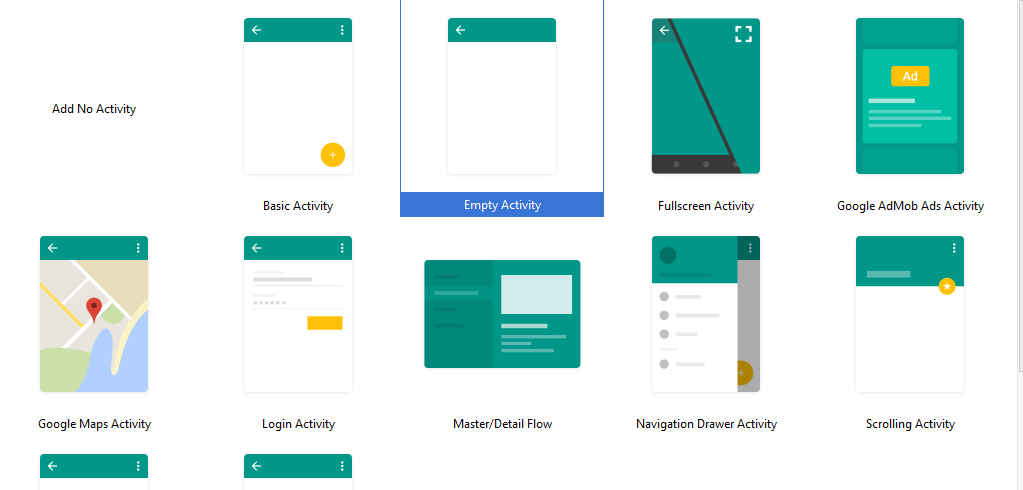 Add No Activity
Basic Activity
Empty Activity
Fullscreen Activity
Ad
Google AdMob Ads Activity
Google Maps Activity
Login Activity
Master/Detail Flow
Navigation Drawer Activity
Scrolling Activity